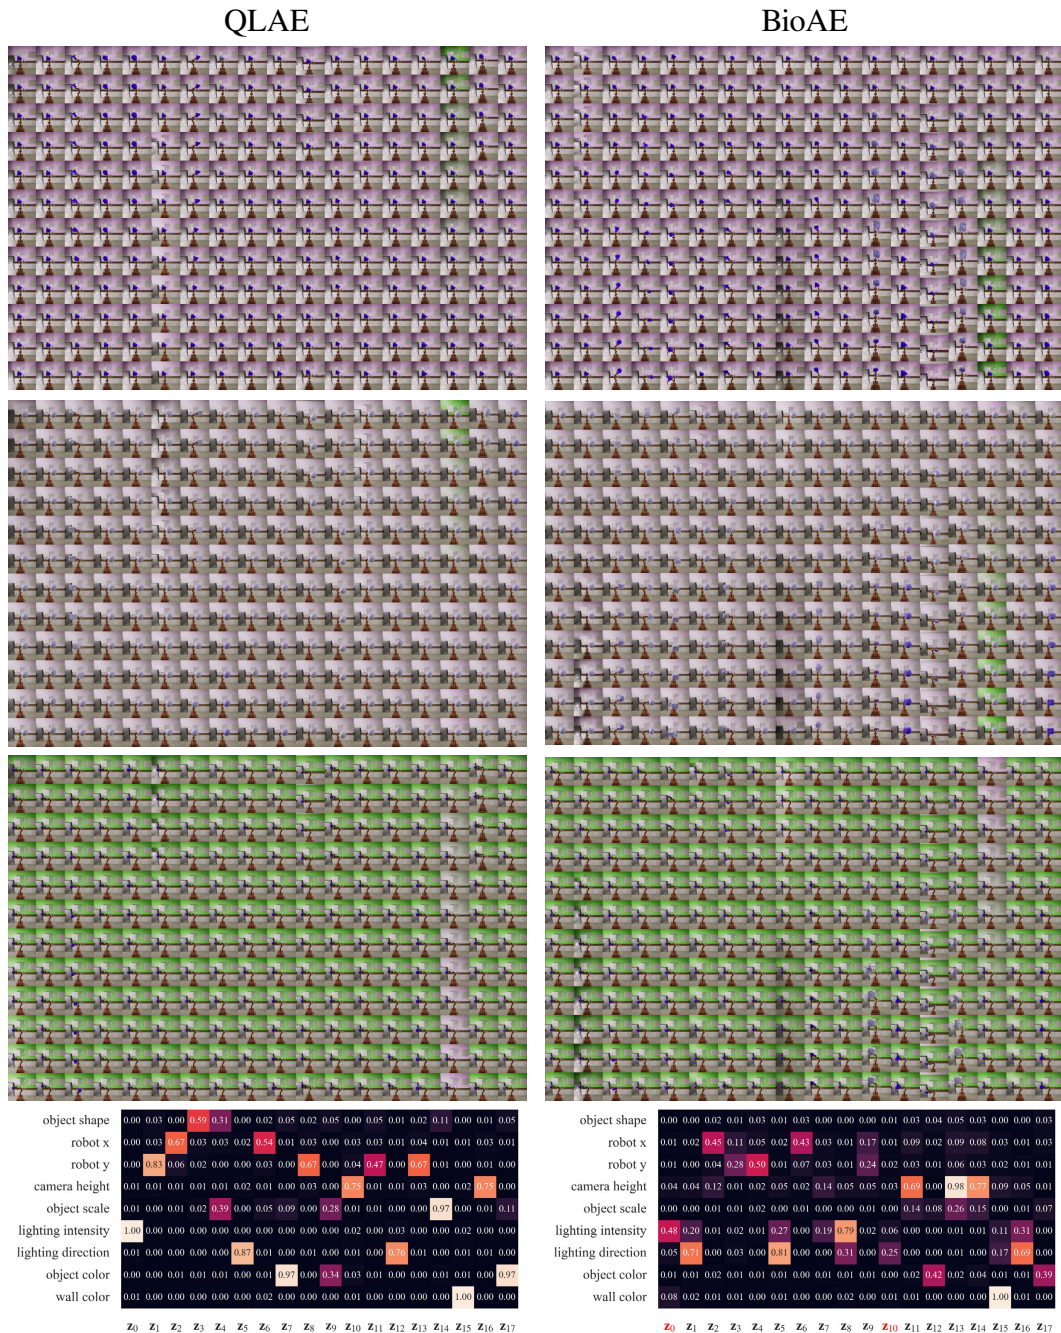 QLAE BioAE
object shape 0.00 0.03 0.00 0.59 0.31 0.00 0.02 0.05 0.02 0.05 0.00 0.05 0.01 0.02 0.11 0.00 0.01 0.05
robot x 0.00 0.03 0.67 0.03 0.03 0.02 0.54 0.01 0.03 0.00 0.03 0.03 0.01 0.04 0.01 0.01 0.03 0.01
robot y 0.00 0.83 0.06 0.02 0.00 0.00 0.03 0.00 0.67 0.00 0.04 0.47 0.00 0.67 0.01 0.00 0.01 0.00
camera height 0.01 0.01 0.01 0.01 0.01 0.01 0.00 0.01 0.01 0.01 0.75 0.01 0.00 0.01 0.00 0.00 0.75 0.00
object scale 0.01 0.00 0.01 0.04 0.39 0.00 0.05 0.09 0.00 0.28 0.01 0.00 0.00 0.00 0.97 0.00 0.00 0.11
lighting intensity 1.00 0.00 0.00 0.00 0.01 0.00 0.02 0.00 0.00 0.01 0.02 0.00 0.03 0.00 0.02 0.01 0.00 0.00
lighting direction 0.01 0.01 0.00 0.00 0.00 0.87 0.01 0.00 0.01 0.00 0.01 0.01 0.76 0.01 0.00 0.00 0.00 0.00
object color 0.01 0.00 0.01 0.01 0.01 0.00 0.02 0.97 0.00 0.34 0.03 0.01 0.00 0.00 0.01 0.00 0.00 0.97
wall color 0.00 0.00 0.01 0.00 0.00 0.01 0.00 0.00 0.00 0.00 0.00 0.00 0.00 0.00 0.00 1.00 0.00 0.00
z0 z1 z2 z3 z4 z5 z6 z7 z8 z9 z10 z11 z12 z13 z14 z15 z16 z17
object shape 0.00 0.00 0.02 0.01 0.03 0.01 0.03 0.00 0.02 0.00 0.01 0.03 0.04 0.05 0.03 0.00 0.00 0.03
robot x 0.01 0.02 0.45 0.11 0.05 0.02 0.43 0.03 0.01 0.17 0.01 0.09 0.02 0.09 0.08 0.03 0.01 0.03
robot y 0.01 0.00 0.04 0.28 0.50 0.01 0.07 0.03 0.01 0.24 0.00 0.03 0.01 0.06 0.03 0.02 0.01 0.02
camera height 0.04 0.04 0.12 0.03 0.03 0.02 0.05 0.14 0.05 0.02 0.01 0.69 0.03 0.98 0.77 0.09 0.05 0.01
object scale 0.00 0.00 0.01 0.01 0.01 0.00 0.02 0.00 0.01 0.01 0.00 0.14 0.08 0.26 0.15 0.01 0.00 0.07
lighting intensity 0.48 0.20 0.01 0.02 0.01 0.27 0.02 0.19 0.79 0.02 0.06 0.03 0.00 0.03 0.02 0.11 0.31 0.00
lighting direction 0.05 0.71 0.00 0.03 0.00 0.81 0.00 0.08 0.31 0.00 0.25 0.00 0.00 0.02 0.00 0.17 0.69 0.00
object color 0.01 0.01 0.02 0.01 0.01 0.01 0.01 0.00 0.01 0.01 0.00 0.02 0.42 0.02 0.04 0.01 0.00 0.39
wall color 0.08 0.02 0.00 0.00 0.00 0.01 0.00 0.00 0.02 0.00 0.01 0.00 0.00 0.00 0.01 1.00 0.01 0.00
z0 z1 z2 z3 z4 z5 z6 z7 z8 z9 z10 z11 z12 z13 z14 z15 z16 z17